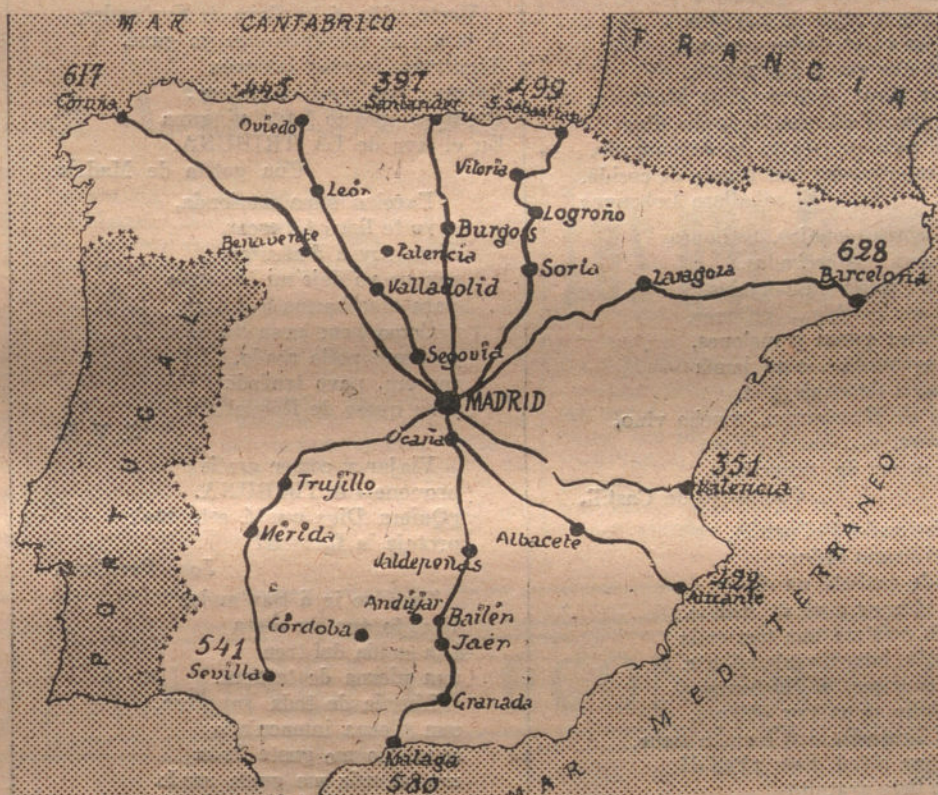 MAR CANTABRICO
FRANCIA
617
Coruña
445
Oviedo
397
Santander
499
S. Sebastian
Vitoria
León
Logroño
Benavente
Burgos
Palencia
Soria
Zaragoza
628
Barcelona
Valladolid
Segovia
MADRID
Ocaña
PORTUGAL
Trujillo
351
Valencia
Mérida
Albacete
Valdepeñas
422
Alicante
Andújar
Bailén
Córdoba
Jaén
541
Sevilla
Granada
Málaga
580
MAR MEDITERRÁNEO